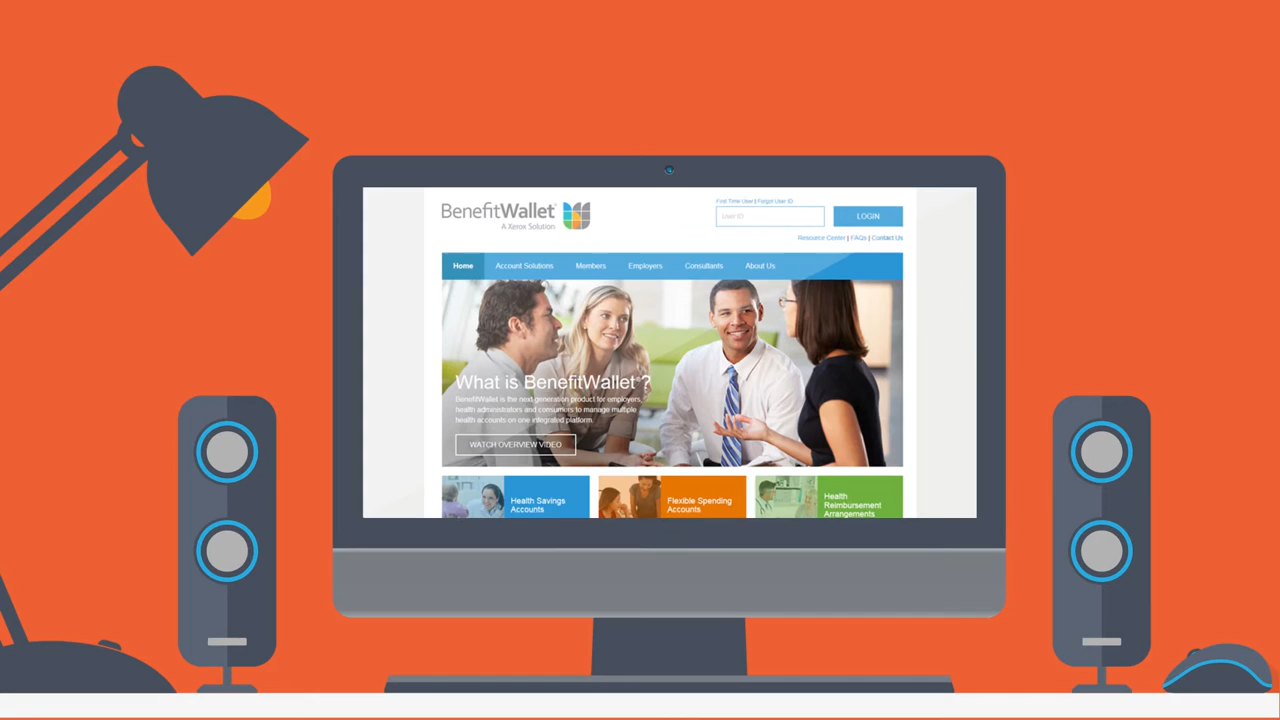 BenefitWallet
A Xerox Solution
First Time User | Forgot User ID
User ID
LOGIN
Resource Center | FAQs | Contact Us
Home Account Solutions Members Employers Consultants About Us
What is BenefitWallet ?
BenefitWallet is the next generation product for employers,
health administrators and consumers to manage multiple
health accounts on one integrated platform.
WATCH OVERVIEW VIDEO
Health Savings
Accounts
Flexible Spending
Accounts
Health
Reimbursement
Arrangements